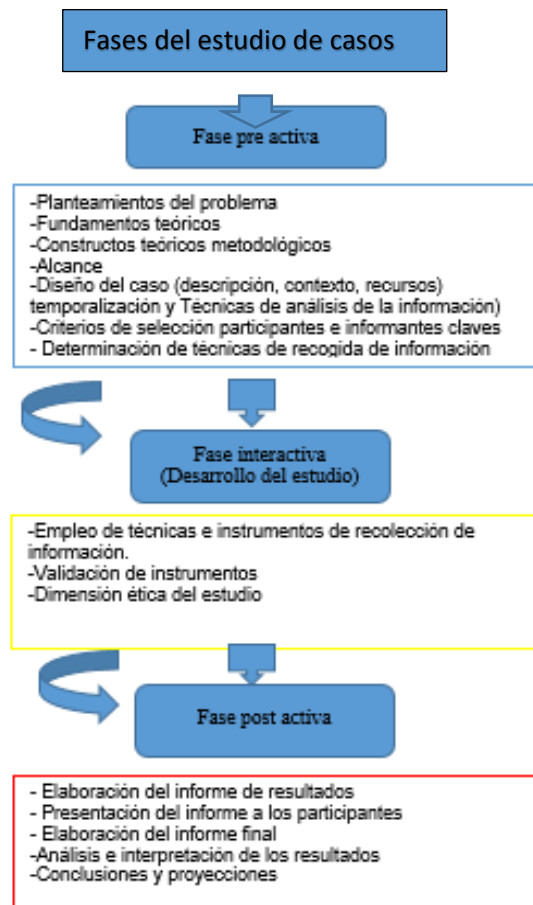 Fases del estudio de casos
Fase pre activa
-Planteamientos del problema
-Fundamentos teóricos
-Constructos teóricos metodológicos
-Alcance
-Diseño del caso (descripción, contexto, recursos)
temporalización y Técnicas de análisis de la información)
-Criterios de selección participantes e informantes claves
- Determinación de técnicas de recogida de información
Fase interactiva
(Desarrollo del estudio)
-Empleo de técnicas e instrumentos de recolección de
información.
-Validación de instrumentos
-Dimensión ética del estudio
Fase post activa
- Elaboración del informe de resultados
- Presentación del informe a los participantes
- Elaboración del informe final
-Análisis e interpretación de los resultados
-Conclusiones y proyecciones